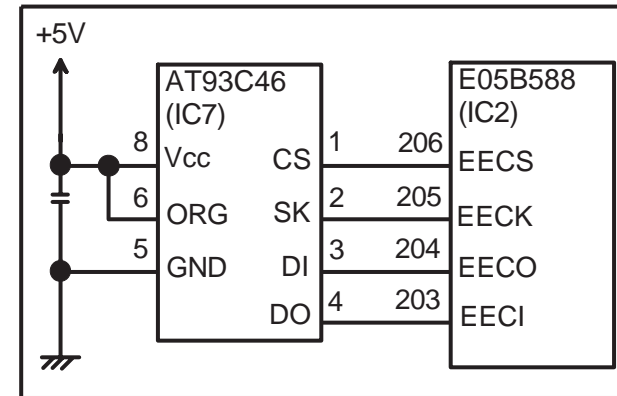 +5V
AT93C46
(IC7)
E05B588
(IC2)
8
Vcc
CS
1
206
EECS
6
ORG
SK
2
205
EECK
5
GND
DI
3
204
EECO
DO
4
203
EECI